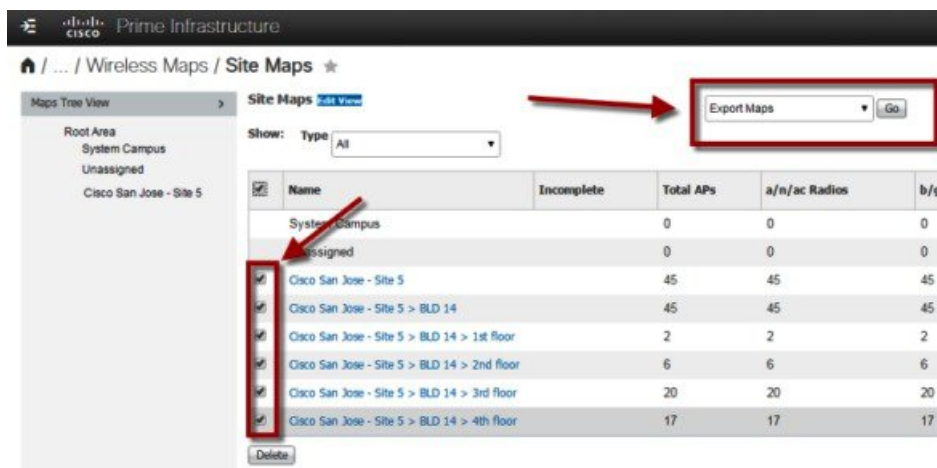 cisco Prime Infrastructure
/ ... / Wireless Maps / Site Maps
Maps Tree View
Root Area
System Campus
Unassigned
Cisco San Jose - Site 5
Site Maps Edit View
Export Maps Go
Show: Type All
Name Incomplete Total APs a/n/ac Radios b/g
System Campus 0 0 0
assigned 0 0 0
Cisco San Jose - Site 5 45 45 45
Cisco San Jose - Site 5 > BLD 14 45 45 45
Cisco San Jose - Site 5 > BLD 14 > 1st floor 2 2 2
Cisco San Jose - Site 5 > BLD 14 > 2nd floor 6 6 6
Cisco San Jose - Site 5 > BLD 14 > 3rd floor 20 20 20
Cisco San Jose - Site 5 > BLD 14 > 4th floor 17 17 17
Delete